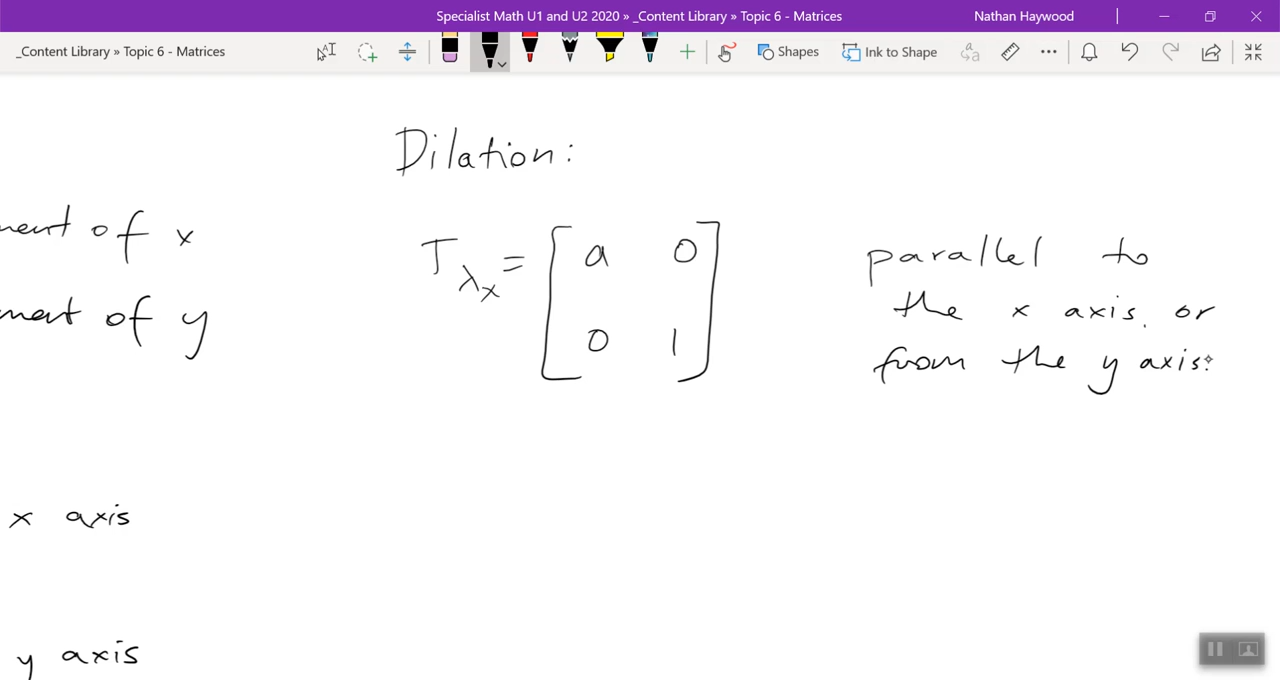 Specialist Math U1 and U2 2020 » _Content Library » Topic 6 - Matrices
Nathan Haywood
_Content Library » Topic 6 - Matrices
Shapes
Ink to Shape
Dilation:
of x
of y
T λx = [ a 0
0 1 ]
parallel to
the x axis. or
from the y axis.
x axis
y axis